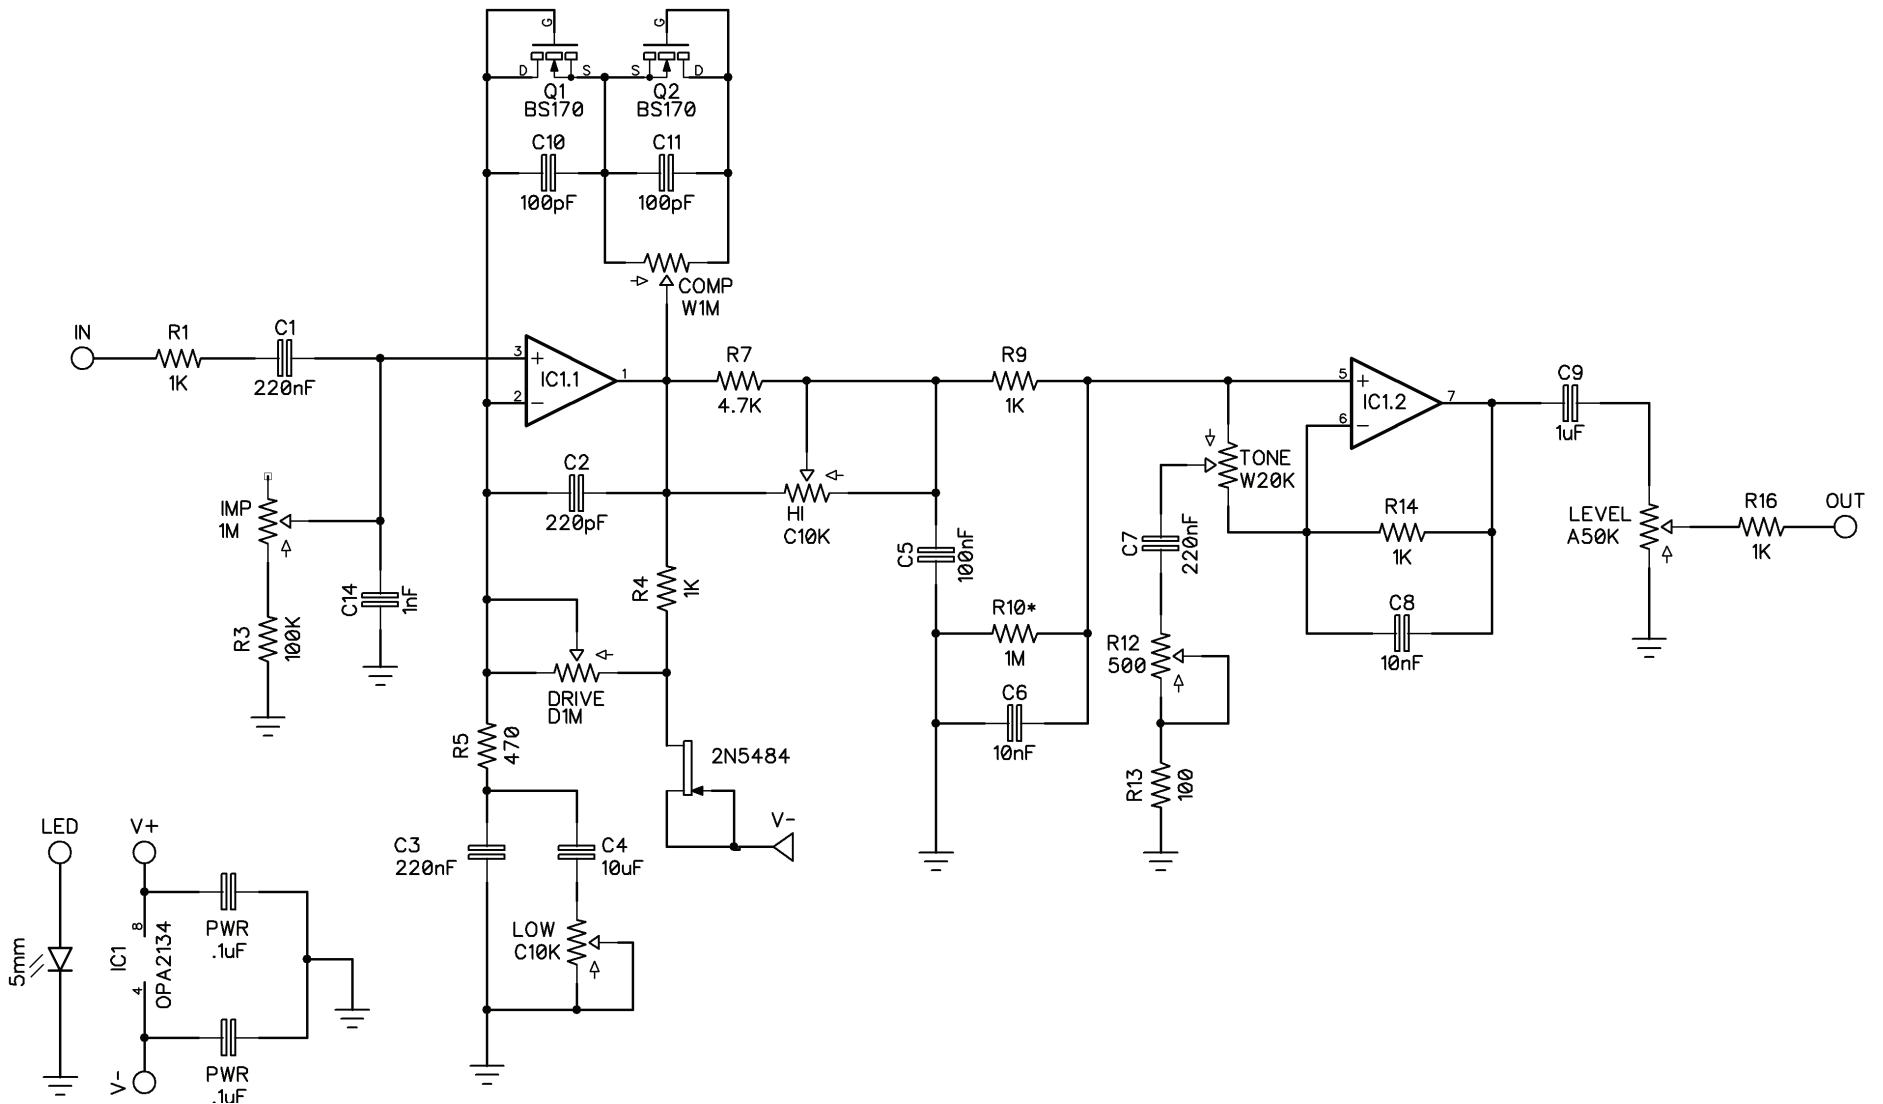 G
G
D
S
S
D
Q1
BS170
Q2
BS170
C10
100pF
C11
100pF
COMP
W1M
IN
R1
1K
C1
220nF
3
+
IC1.1
1
2
−
R7
4.7K
R9
1K
5
+
IC1.2
7
6
−
C9
1uF
C2
220pF
HI
C10K
TONE
W20K
IMP
1M
R3
100K
C14
1nF
R4
1K
C5
100nF
C7
220nF
R14
1K
C8
10nF
LEVEL
A50K
R16
1K
OUT
R10*
1M
C6
10nF
R12
500
R13
100
DRIVE
D1M
R5
470
2N5484
V-
C3
220nF
C4
10uF
LOW
C10K
LED
5mm
V+
8
IC1
OPA2134
4
V-
PWR
.1uF
PWR
.1uF